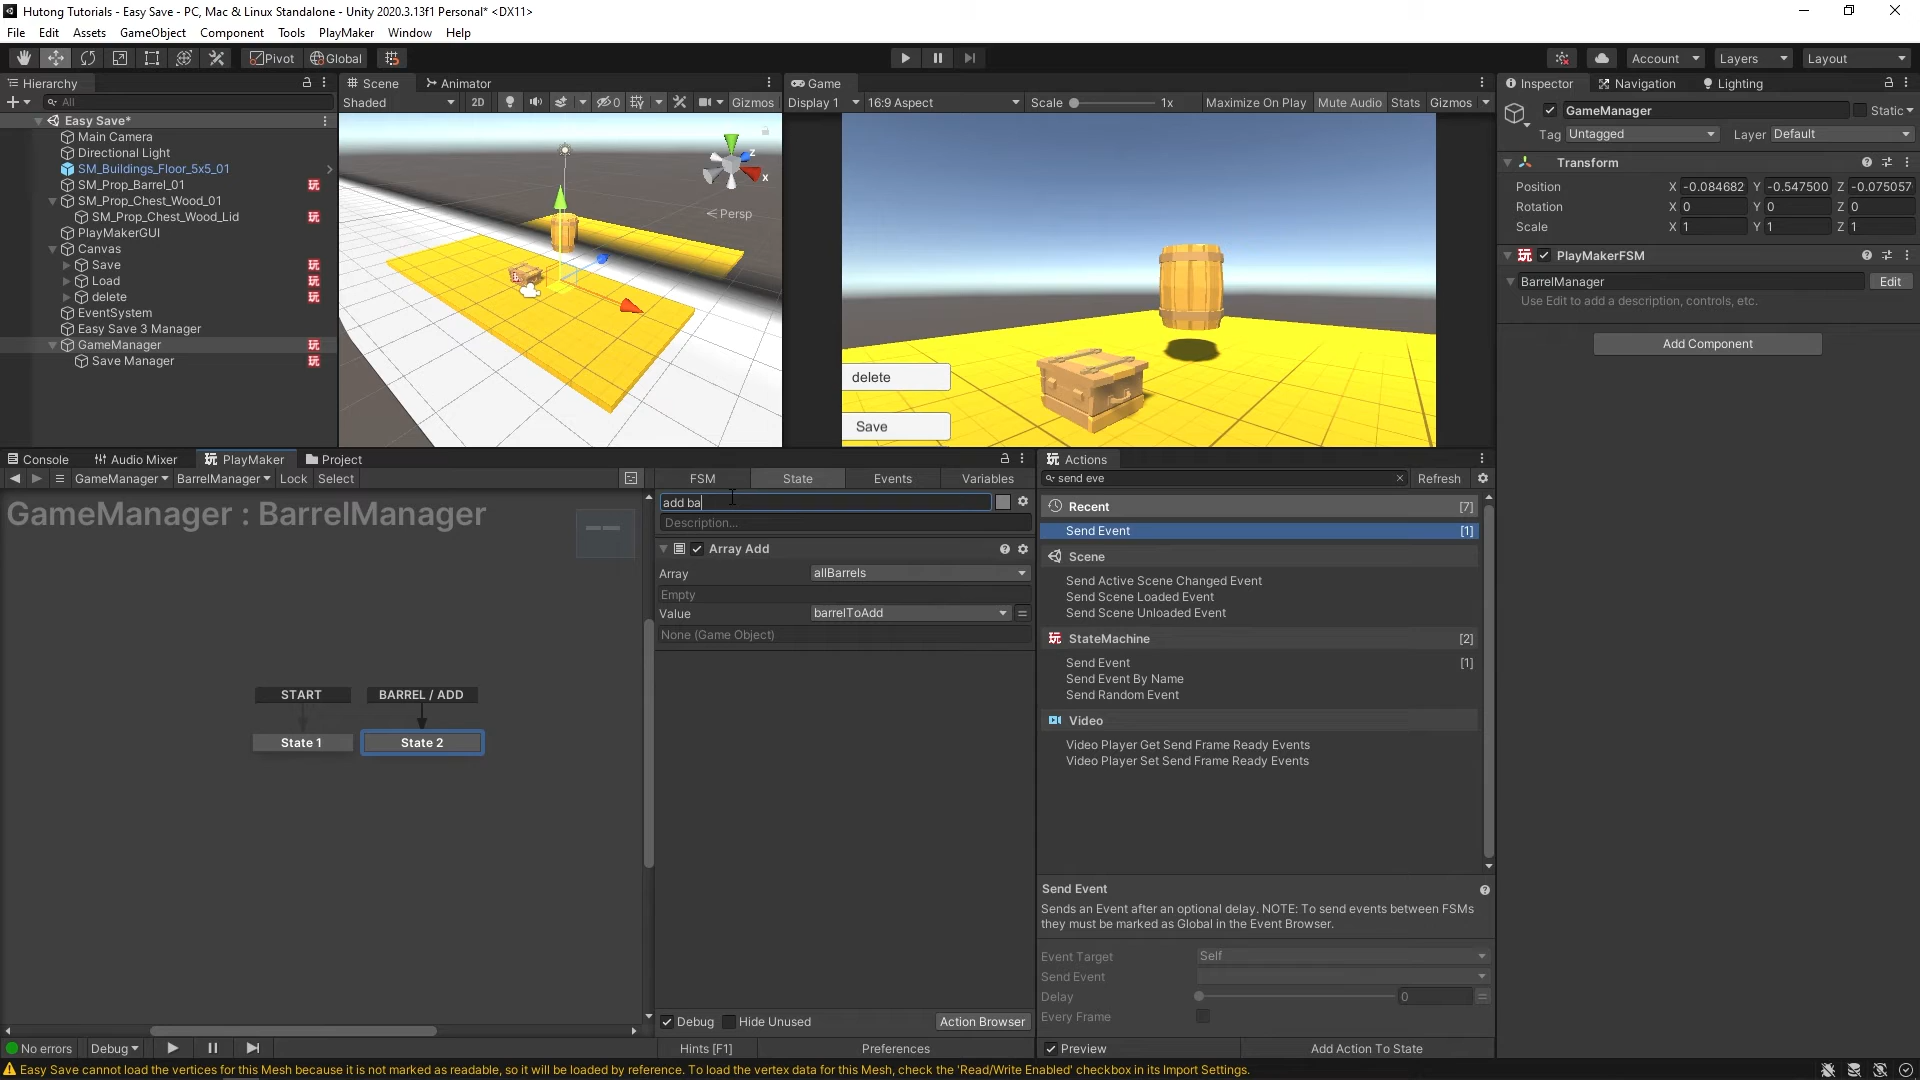 Hutong Tutorials - Easy Save - PC, Mac & Linux Standalone - Unity 2020.3.13f1 Personal* <DX11>
File Edit Assets GameObject Component Tools PlayMaker Window Help
Pivot Global Account Layers Layout
Hierarchy
All
Easy Save*
Main Camera
Directional Light
SM_Buildings_Floor_5x5_01
SM_Prop_Barrel_01
SM_Prop_Chest_Wood_01
SM_Prop_Chest_Wood_Lid
PlayMakerGUI
Canvas
Save
Load
delete
EventSystem
Easy Save 3 Manager
GameManager
Save Manager
Scene Animator
Shaded 2D 0 Gizmos
y z x
Persp
Game
Display 1 16:9 Aspect Scale 1x Maximize On Play Mute Audio Stats Gizmos
delete
Save
Inspector Navigation Lighting
GameManager Static
Tag Untagged Layer Default
Transform
Position X -0.084682 Y -0.547500 Z -0.075057
Rotation X 0 Y 0 Z 0
Scale X 1 Y 1 Z 1
玩 PlayMakerFSM
BarrelManager Edit
Use Edit to add a description, controls, etc.
Add Component
Console Audio Mixer 玩 PlayMaker Project
GameManager BarrelManager Lock Select
GameManager : BarrelManager
START BARREL / ADD
State 1 State 2
FSM State Events Variables
add ba
Description...
Array Add
Array allBarrels
Empty
Value barrelToAdd =
None (Game Object)
Debug Hide Unused Action Browser
No errors Debug Hints [F1] Preferences
Actions
send eve Refresh
Recent [7]
Send Event [1]
Scene
Send Active Scene Changed Event
Send Scene Loaded Event
Send Scene Unloaded Event
玩 StateMachine [2]
Send Event [1]
Send Event By Name
Send Random Event
Video
Video Player Get Send Frame Ready Events
Video Player Set Send Frame Ready Events
Send Event
Sends an Event after an optional delay. NOTE: To send events between FSMs
they must be marked as Global in the Event Browser.
Event Target Self
Send Event
Delay 0 =
Every Frame
Preview Add Action To State
Easy Save cannot load the vertices for this Mesh because it is not marked as readable, so it will be loaded by reference. To load the vertex data for this Mesh, check the 'Read/Write Enabled' checkbox in its Import Settings.